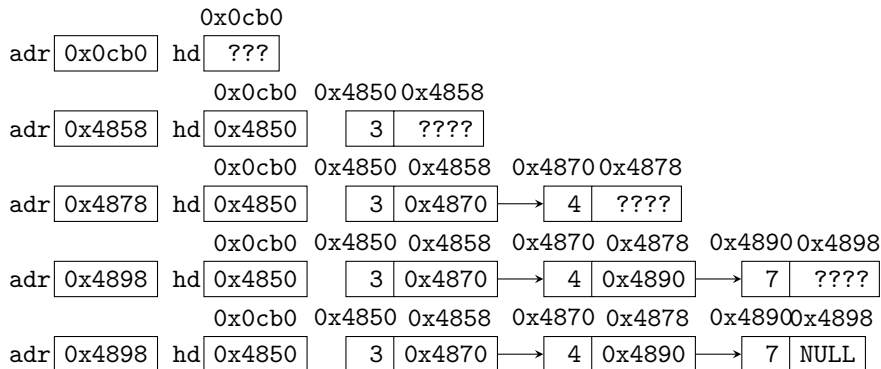 0x0cb0
adr 0x0cb0 hd ???
0x0cb0 0x4850 0x4858
adr 0x4858 hd 0x4850 3 ????
0x0cb0 0x4850 0x4858 0x4870 0x4878
adr 0x4878 hd 0x4850 3 0x4870 4 ????
0x0cb0 0x4850 0x4858 0x4870 0x4878 0x4890 0x4898
adr 0x4898 hd 0x4850 3 0x4870 4 0x4890 7 ????
0x0cb0 0x4850 0x4858 0x4870 0x4878 0x4890 0x4898
adr 0x4898 hd 0x4850 3 0x4870 4 0x4890 7 NULL